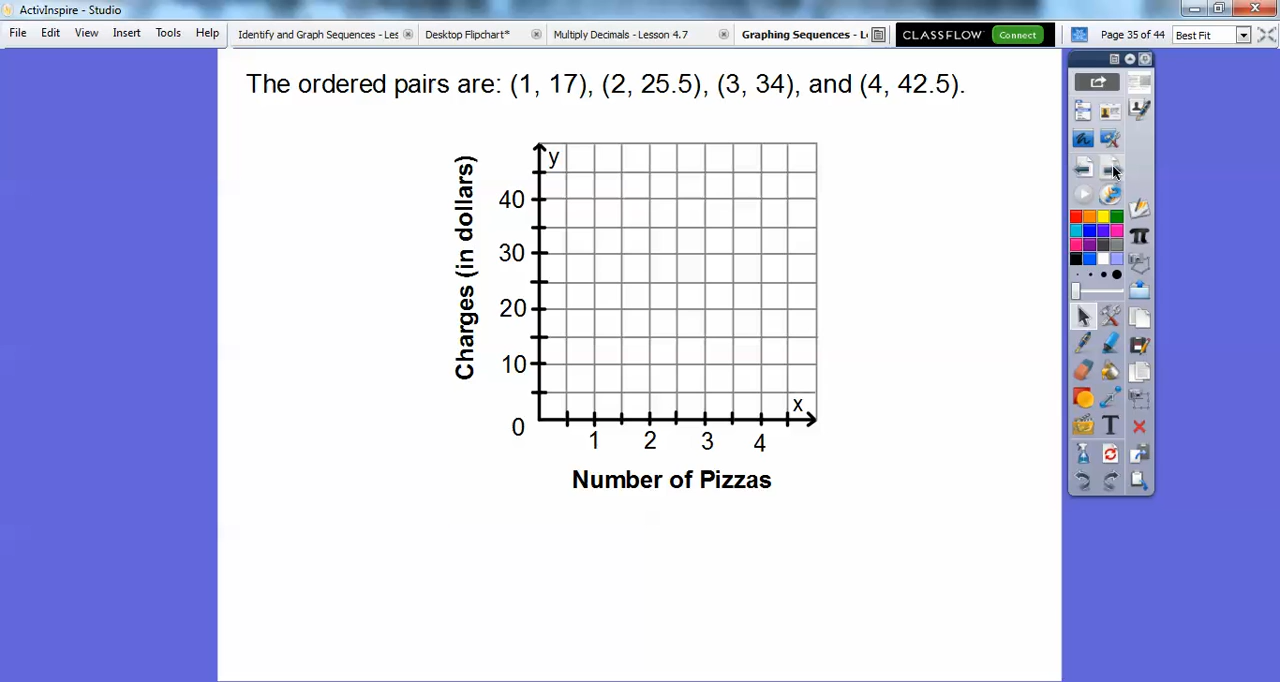 ActivInspire - Studio
File Edit View Insert Tools Help
Identify and Graph Sequences - Les
Desktop Flipchart*
Multiply Decimals - Lesson 4.7
Graphing Sequences - L
CLASSFLOW Connect
Page 35 of 44
Best Fit
The ordered pairs are: (1, 17), (2, 25.5), (3, 34), and (4, 42.5).
y
Charges (in dollars)
40
30
20
10
0
x
1 2 3 4
Number of Pizzas
T